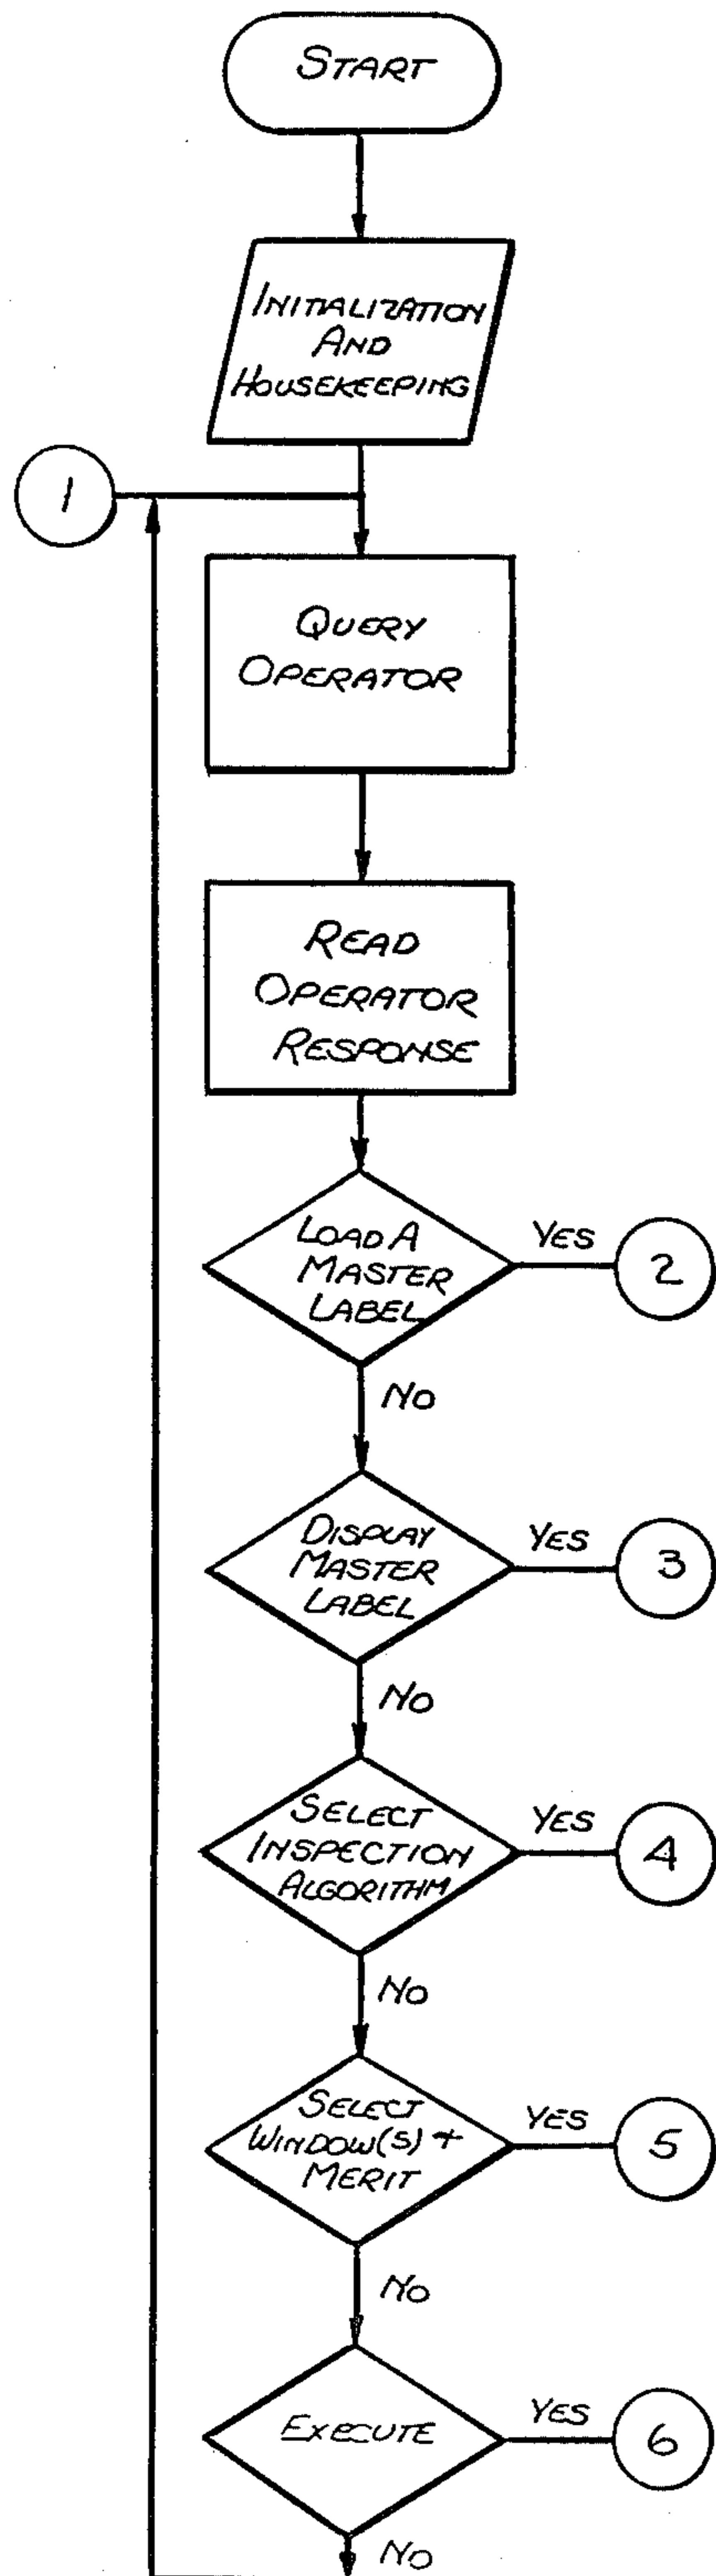 START
INITIALIZATION
AND
HOUSEKEEPING
1
QUERY
OPERATOR
READ
OPERATOR
RESPONSE
LOAD A
MASTER
LABEL
YES
2
NO
DISPLAY
MASTER
LABEL
YES
3
NO
SELECT
INSPECTION
ALGORITHM
YES
4
NO
SELECT
WINDOW(S) +
MERIT
YES
5
NO
EXECUTE
YES
6
NO